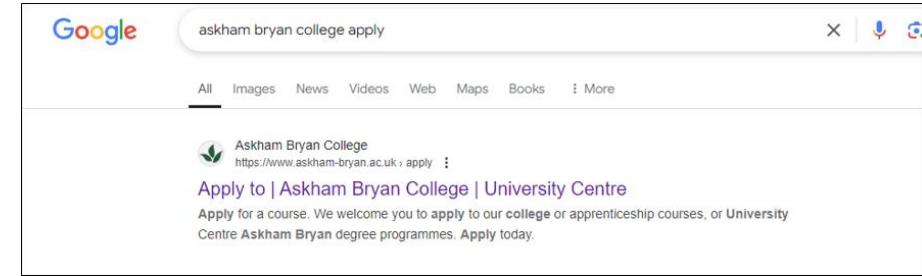 Google
askham bryan college apply
All Images News Videos Web Maps Books More
Askham Bryan College
https://www.askham-bryan.ac.uk › apply
Apply to | Askham Bryan College | University Centre
Apply for a course. We welcome you to apply to our college or apprenticeship courses, or University
Centre Askham Bryan degree programmes. Apply today.